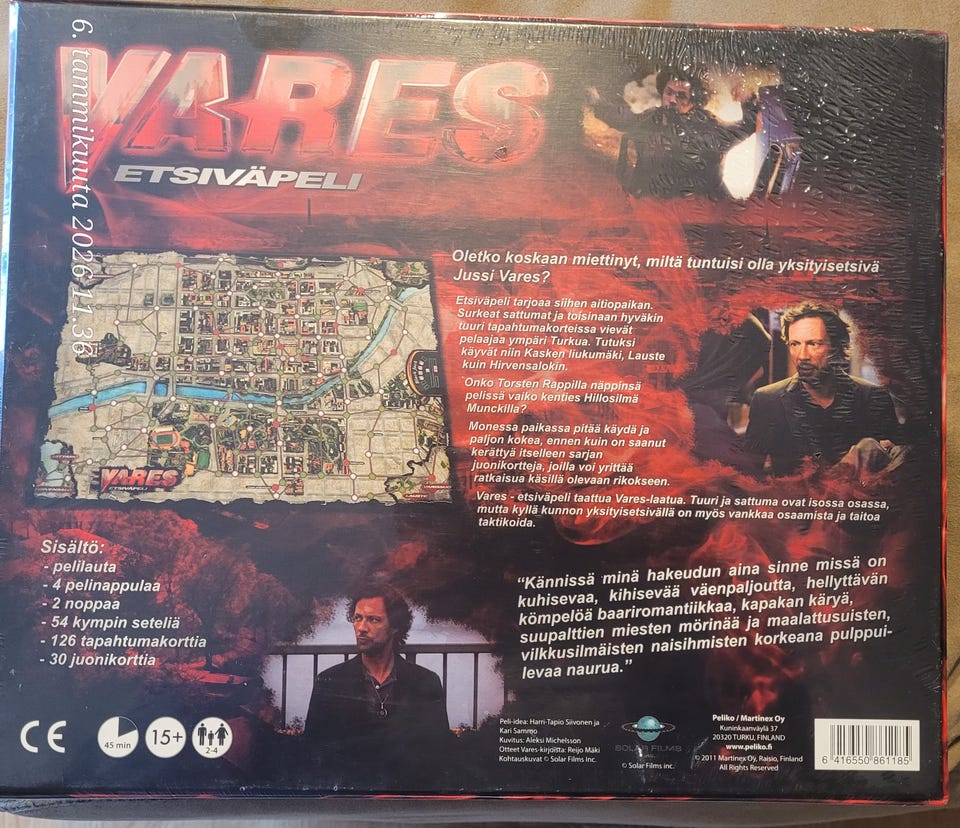 6. tammikuuta 2026 11.36
VARES
ETSIVÄPELI
Oletko koskaan miettinyt, miltä tuntuisi olla yksityisetsivä
Jussi Vares?
Etsiväpeli tarjoaa siihen aitiopaikan.
Surkeat sattumat ja toisinaan hyväkin
tuuri tapahtumakorteissa vievät
pelaajaa ympäri Turkua. Tutuksi
käyvät niin Kasken liukumäki, Lauste
kuin Hirvensalokin.
Onko Torsten Rappilla näppinsä
pelissä vaiko kenties Hillosilmä
Munckilla?
Monessa paikassa pitää käydä ja
paljon kokea, ennen kuin on saanut
kerättyä itselleen sarjan
juonikortteja, joilla voi yrittää
ratkaisua käsillä olevaan rikokseen.
Vares - etsiväpeli taattua Vares-laatua. Tuuri ja sattuma ovat isossa osassa,
mutta kyllä kunnon yksityisetsivällä on myös vankkaa osaamista ja taitoa
taktikoida.
VARES
ETSIVÄPELI
Sisältö:
- pelilauta
- 4 pelinappulaa
- 2 noppaa
- 54 kympin seteliä
- 126 tapahtumakorttia
- 30 juonikorttia
"Kännissä minä hakeudun aina sinne missä on
kuhisevaa, kihisevää väenpaljoutta, hellyttävän
kömpelöä baariromantiikkaa, kapakan käryä,
suupalttien miesten mörinää ja maalattusuisten,
vilkkusilmäisten naisihmisten korkeana pulppui-
levaa naurua."
CE
45 min
15+
2-4
Peli-idea: Harri-Tapio Siivonen ja
Kari Sammo
Kuvitus: Aleksi Michelsson
Otteet Vares-kirjoista: Reijo Mäki
Kohtauskuvat © Solar Films Inc.
SOLAR FILMS
INC.
© Solar Films inc.
Peliko / Martinex Oy
Kuninkaanväylä 37
20320 TURKU, FINLAND
www.peliko.fi
© 2011 Martinex Oy, Raisio, Finland
All Rights Reserved
6 416550 861185